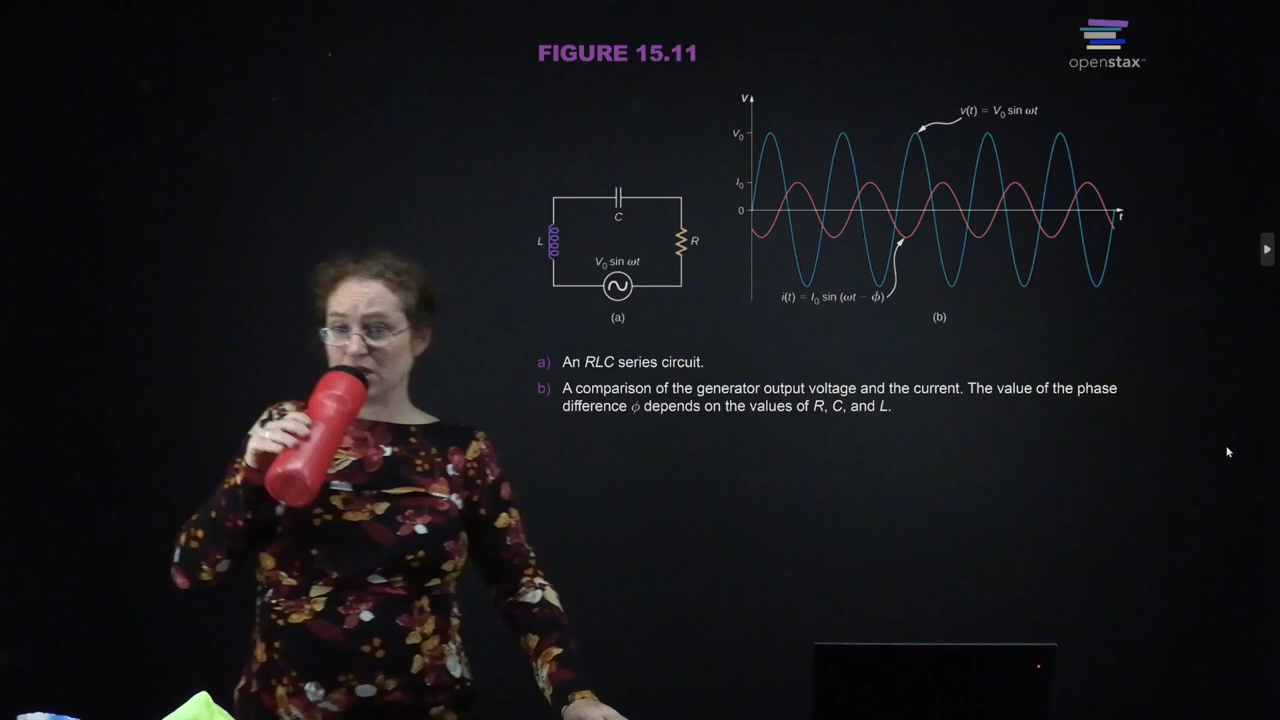 FIGURE 15.11
openstax™
V
V₀
I₀
0
t
v(t) = V₀ sin ωt
i(t) = I₀ sin (ωt − ϕ)
(b)
C
L
R
V₀ sin ωt
(a)
a) An RLC series circuit.
b) A comparison of the generator output voltage and the current. The value of the phase
difference ϕ depends on the values of R, C, and L.